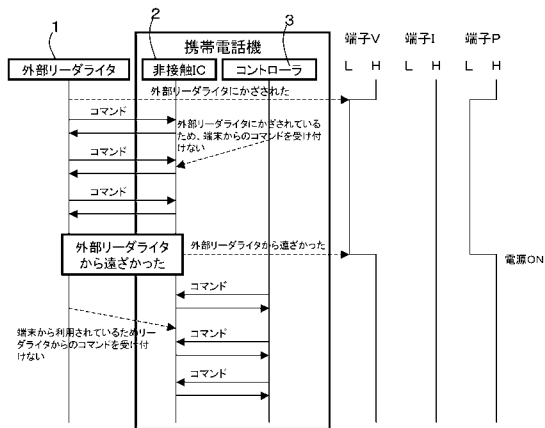 1
2
3
携帯電話機
端子V
端子I
端子P
外部リーダライタ
非接触IC
コントローラ
L H
L H
L H
外部リーダライタにかざされた
コマンド
外部リーダライタにかざされている
ため、端末からのコマンドを受け付
けない
コマンド
コマンド
外部リーダライタ
から遠ざかった
外部リーダライタから遠ざかった
電源ON
コマンド
端末から利用されているためリー
ダライタからのコマンドを受け付
けない
コマンド
コマンド